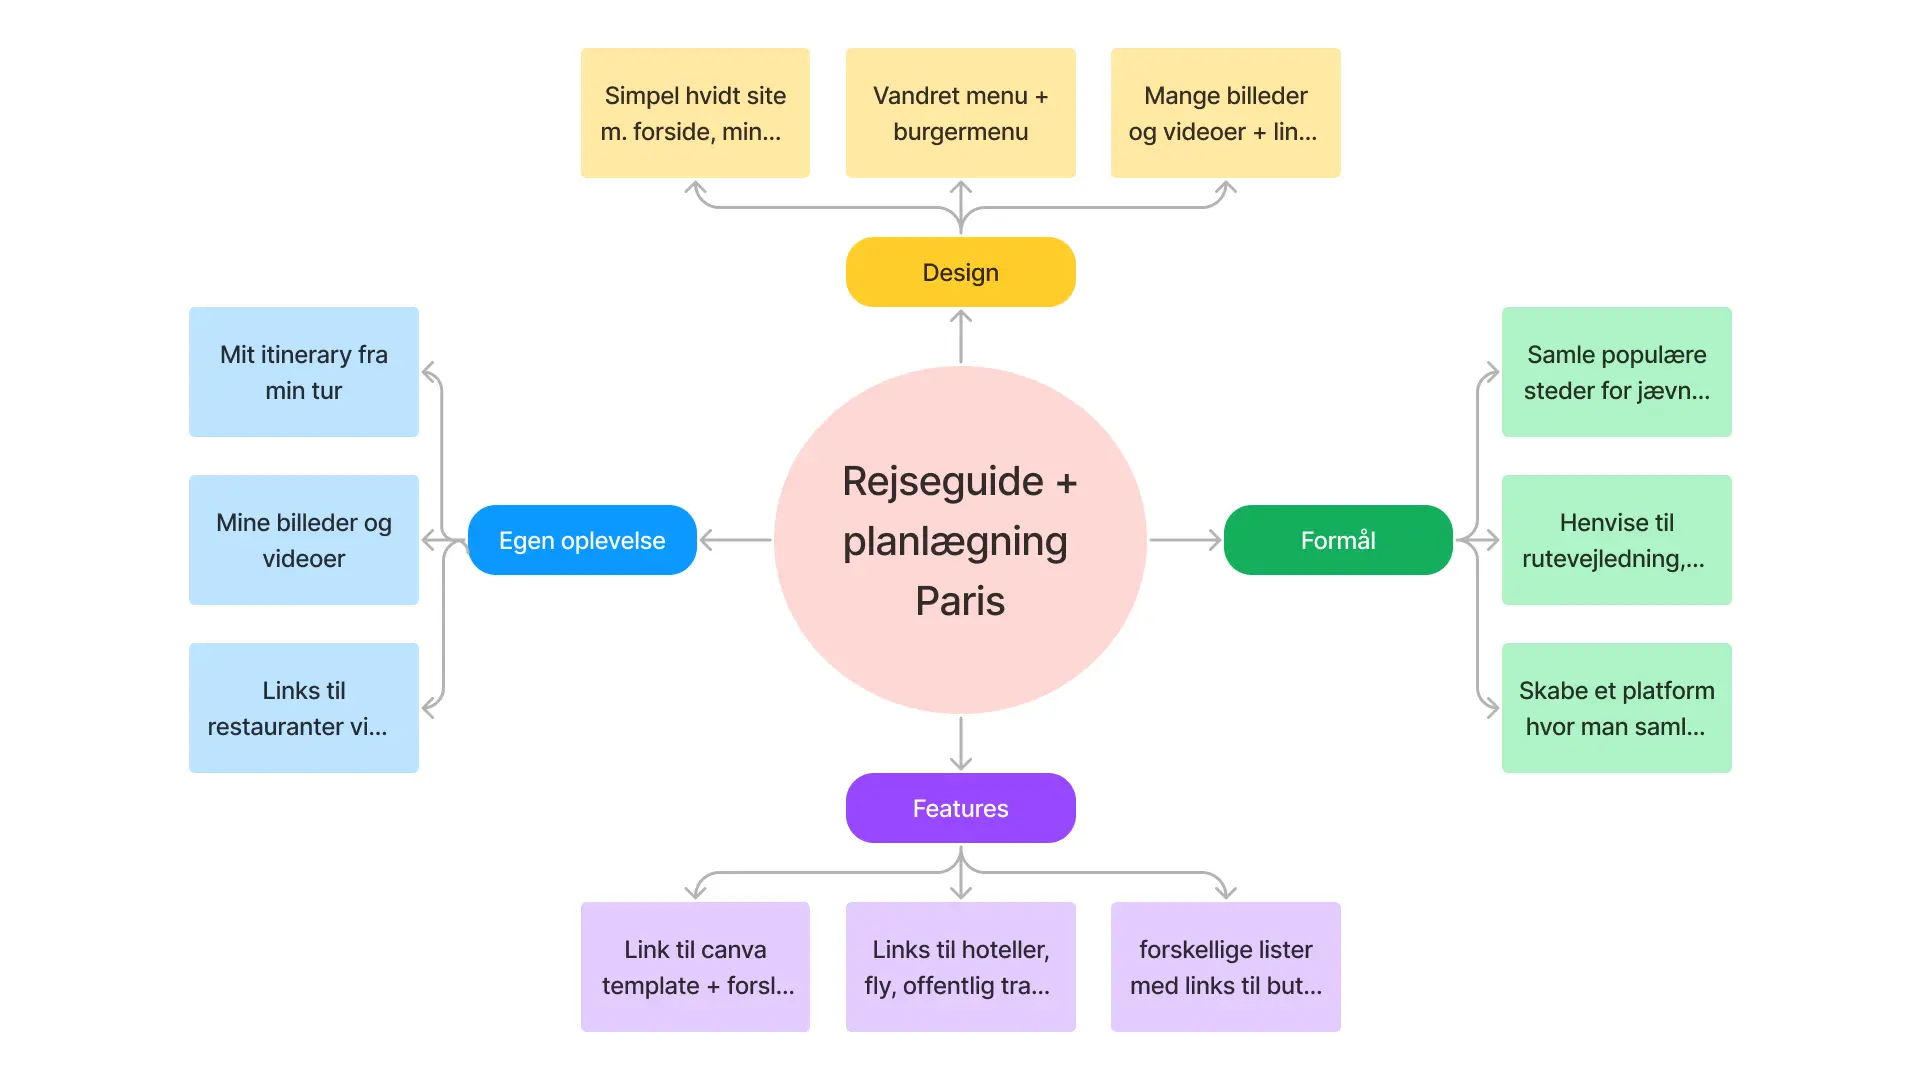 Simpel hvidt site
m. forside, min...
Vandret menu +
burgermenu
Mange billeder
og videoer + lin...
Design
Mit itinerary fra
min tur
Mine billeder og
videoer
Links til
restauranter vi...
Egen oplevelse
Rejseguide +
planlægning
Paris
Formål
Samle populære
steder for jævn...
Henvise til
rutevejledning,...
Skabe et platform
hvor man saml...
Features
Link til canva
template + forsl...
Links til hoteller,
fly, offentlig tra...
forskellige lister
med links til but...